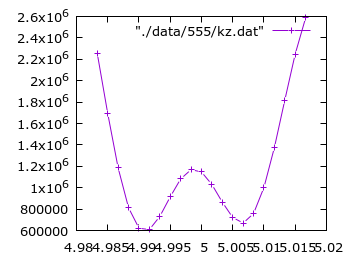 2.6x10^6
"./data/555/kz.dat"
2.4x10^6
2.2x10^6
2x10^6
1.8x10^6
1.6x10^6
1.4x10^6
1.2x10^6
1x10^6
800000
600000
4.98 4.985 4.99 4.995 5 5.005 5.01 5.015 5.02